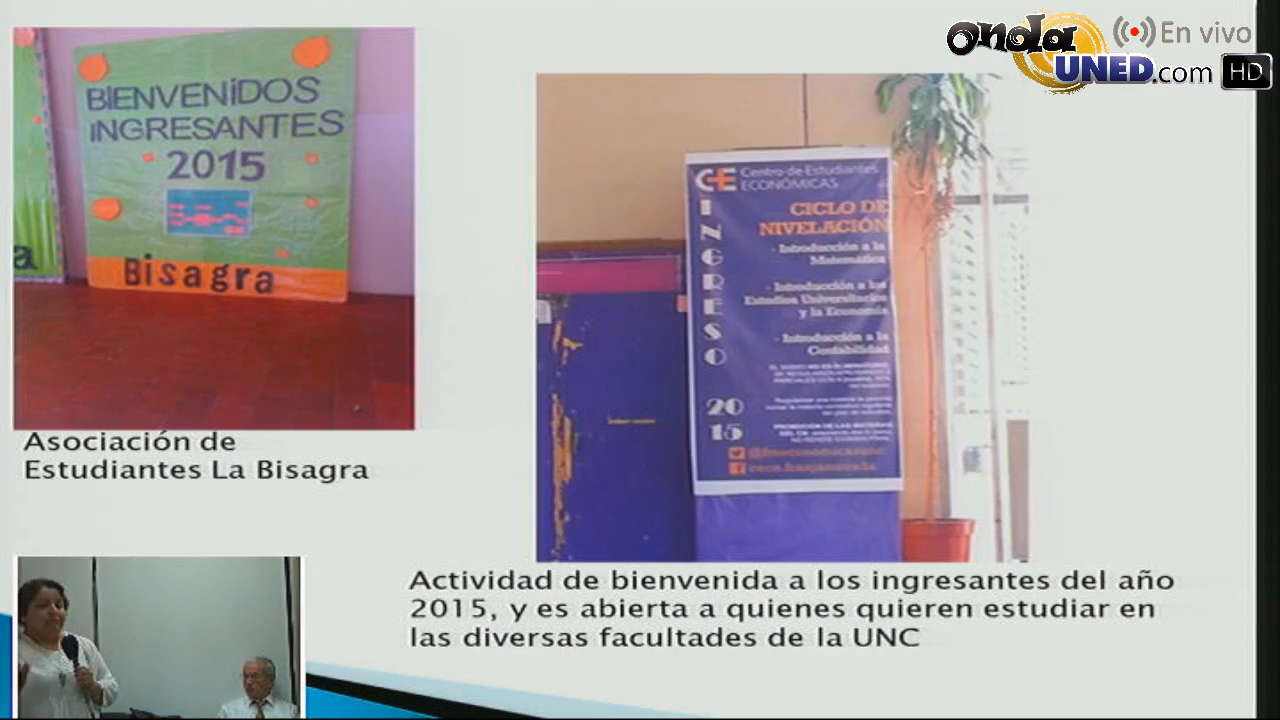 onda UNED.com
En vivo
HD
BIENVENIDOS
INGRESANTES
2015
Bisagra
a
C+E Centro de Estudiantes
ECONÓMICAS
INGRESO
2015
CICLO DE
NIVELACIÓN
- Introducción a la
Matemática
- Introducción a los
Estudios Universitarios
y la Economía
- Introducción a la
Contabilidad
Asociación de
Estudiantes La Bisagra
Actividad de bienvenida a los ingresantes del año
2015, y es abierta a quienes quieren estudiar en
las diversas facultades de la UNC